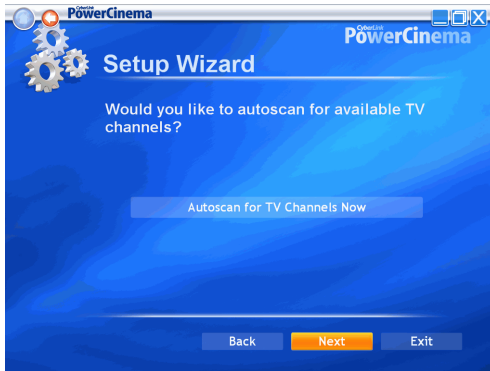 CyberLink
PowerCinema
CyberLink
PowerCinema
Setup Wizard
Would you like to autoscan for available TV
channels?
Autoscan for TV Channels Now
Back Next Exit